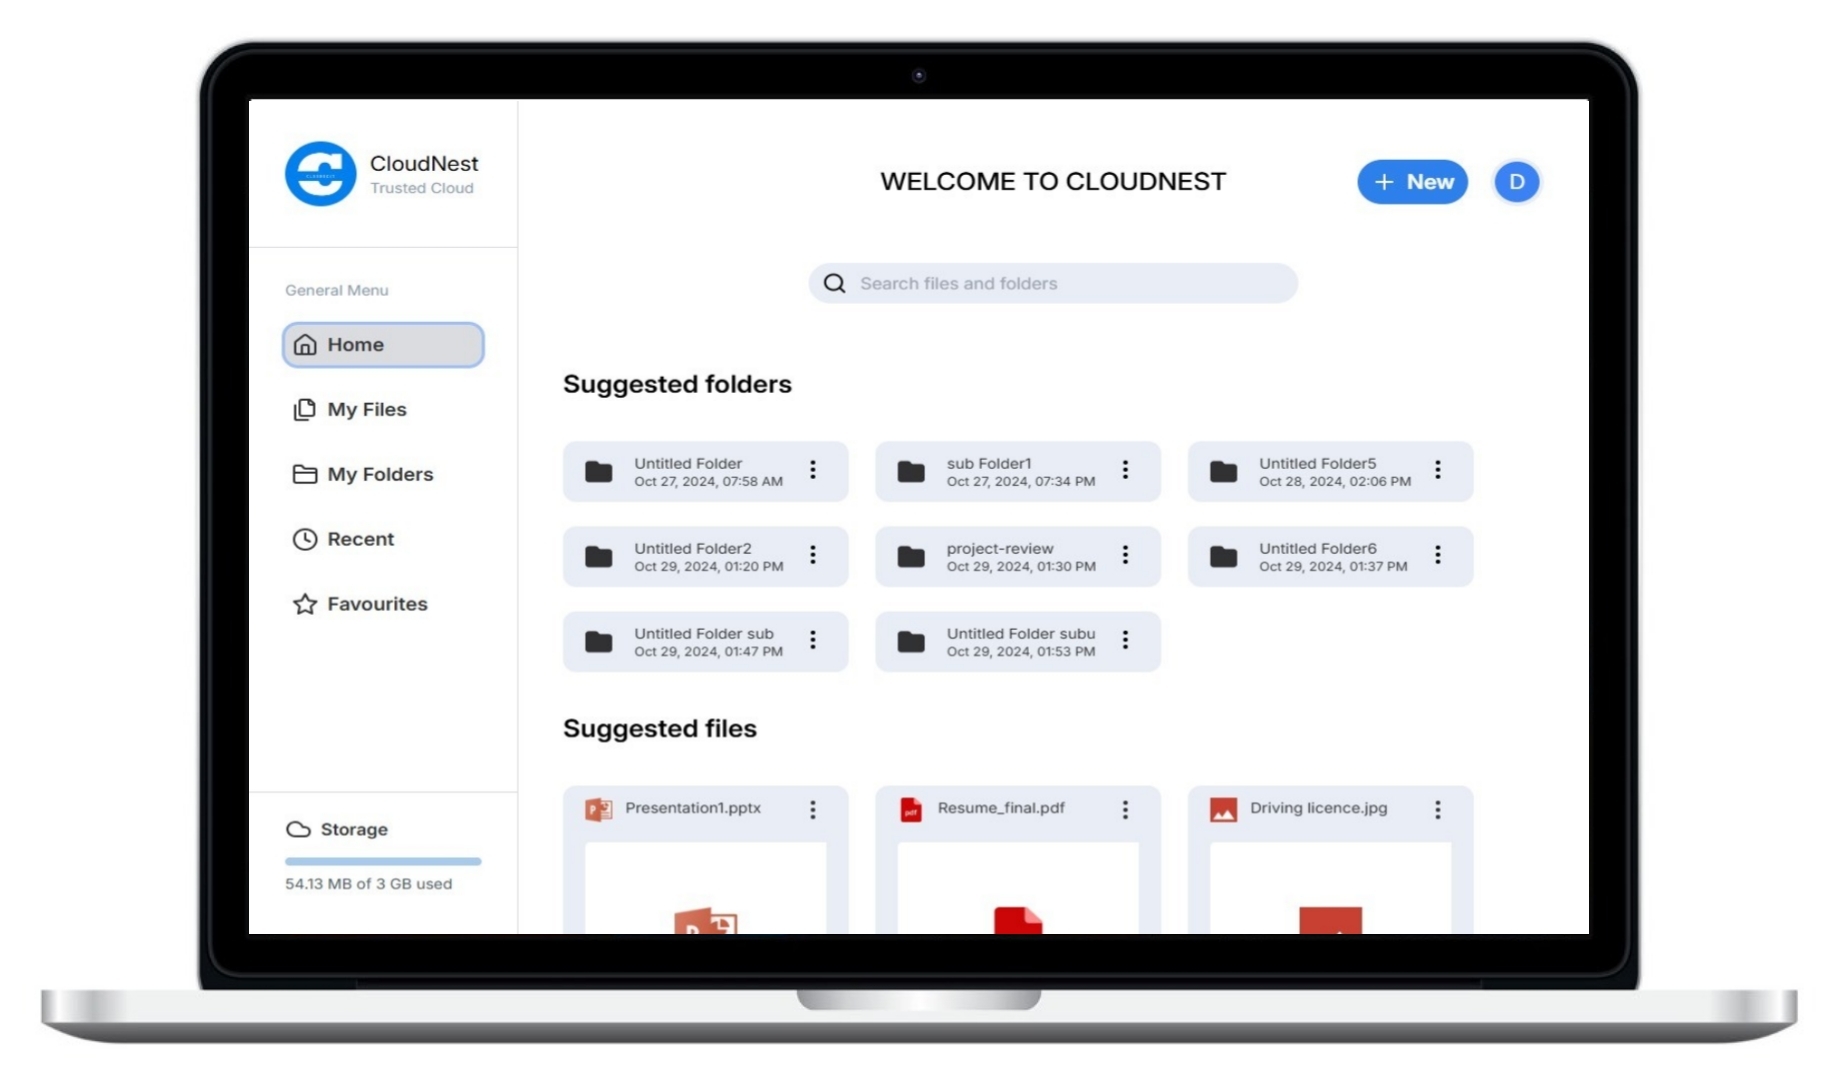 CloudNest
Trusted Cloud
WELCOME TO CLOUDNEST
+ New
D
Search files and folders
General Menu
Home
My Files
My Folders
Recent
Favourites
Suggested folders
Untitled Folder
Oct 27, 2024, 07:58 AM
sub Folder1
Oct 27, 2024, 07:34 PM
Untitled Folder5
Oct 28, 2024, 02:06 PM
Untitled Folder2
Oct 29, 2024, 01:20 PM
project-review
Oct 29, 2024, 01:30 PM
Untitled Folder6
Oct 29, 2024, 01:37 PM
Untitled Folder sub
Oct 29, 2024, 01:47 PM
Untitled Folder subu
Oct 29, 2024, 01:53 PM
Suggested files
P
Presentation1.pptx
pdf
Resume_final.pdf
Driving licence.jpg
Storage
54.13 MB of 3 GB used